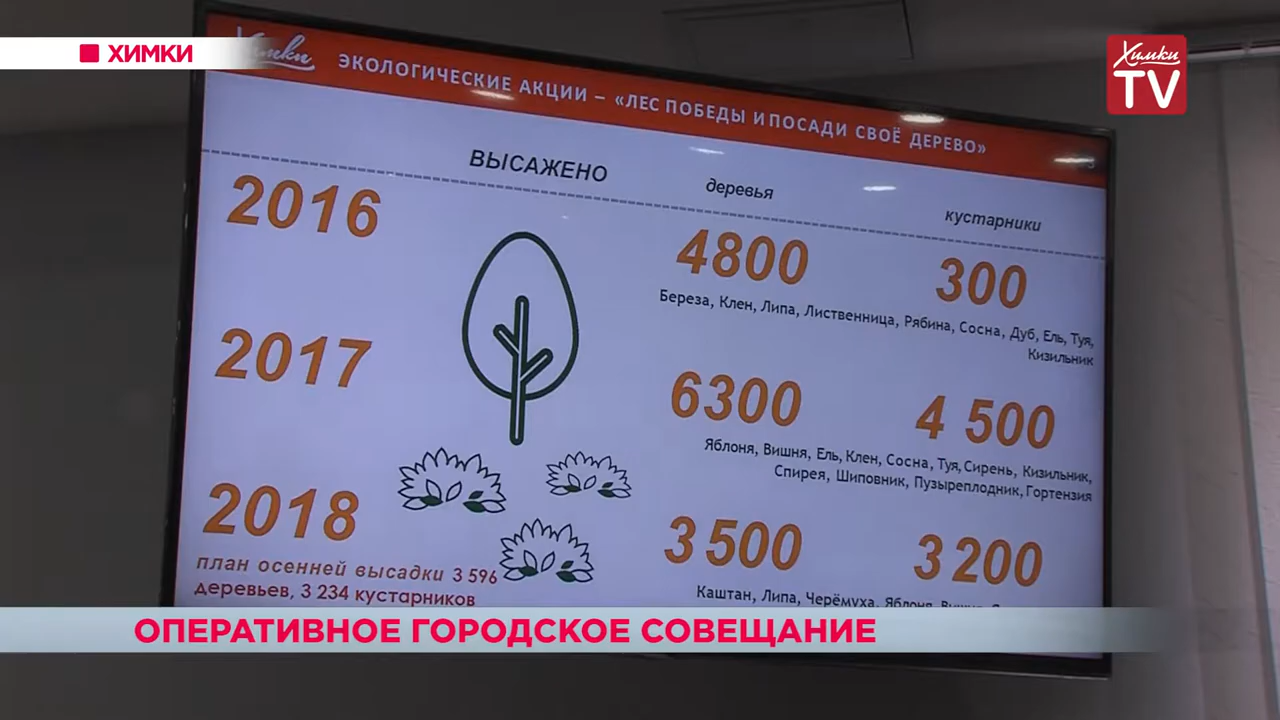 ХИМКИ
Химки
TV
Химки
ЭКОЛОГИЧЕСКИЕ АКЦИИ – «ЛЕС ПОБЕДЫ И ПОСАДИ СВОЁ ДЕРЕВО»
ВЫСАЖЕНО
деревья
кустарники
2016
4800
300
Береза, Клен, Липа, Лиственница, Рябина, Сосна, Дуб, Ель, Туя,
Кизильник
2017
6300
4 500
Яблоня, Вишня, Ель, Клен, Сосна, Туя, Сирень, Кизильник,
Спирея, Шиповник, Пузыреплодник, Гортензия
2018
3 500
3 200
план осенней высадки 3 596
деревьев, 3 234 кустарников
Каштан, Липа, Черёмуха, Яблоня,
ОПЕРАТИВНОЕ ГОРОДСКОЕ СОВЕЩАНИЕ